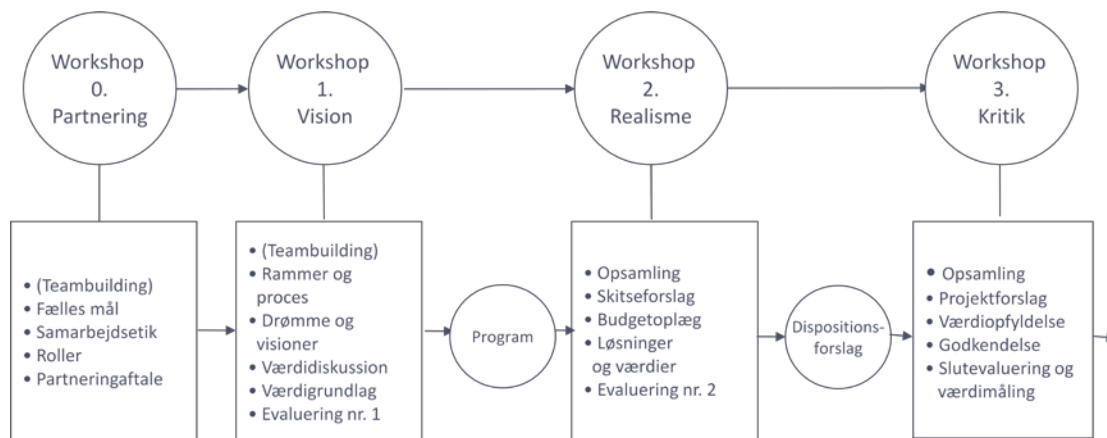 Workshop
0.
Partnering
Workshop
1.
Vision
Workshop
2.
Realisme
Workshop
3.
Kritik
• (Teambuilding)
• Fælles mål
• Samarbejdsetik
• Roller
• Partneringaftale
• (Teambuilding)
• Rammer og
proces
• Drømme og
visioner
• Værdidiskussion
• Værdigrundlag
• Evaluering nr. 1
Program
• Opsamling
• Skitseforslag
• Budgetoplæg
• Løsninger
og værdier
• Evaluering nr. 2
Dispositions-
forslag
• Opsamling
• Projektforslag
• Værdiopfyldelse
• Godkendelse
• Slutevaluering og
værdimåling